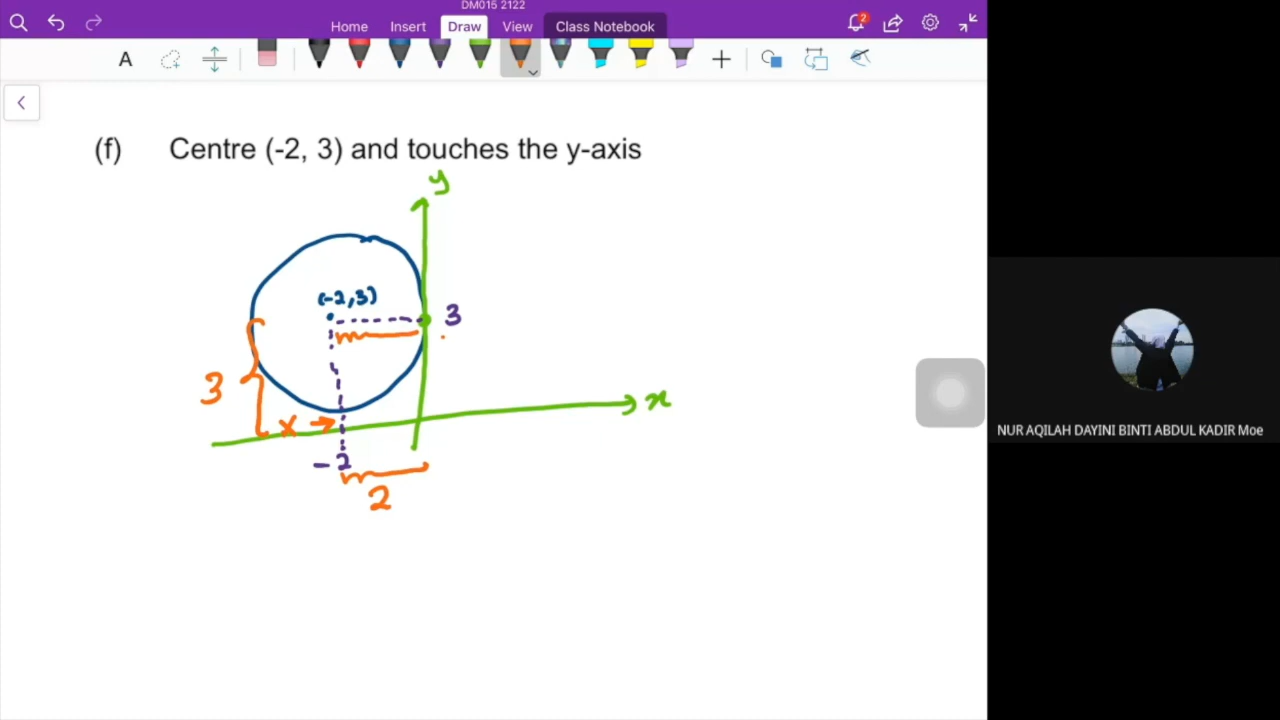 DM015 2122
Home Insert Draw View Class Notebook
2
A
(f) Centre (-2, 3) and touches the y-axis
y
(-2,3)
3
3
x
x
-2
2
NUR AQILAH DAYINI BINTI ABDUL KADIR Moe